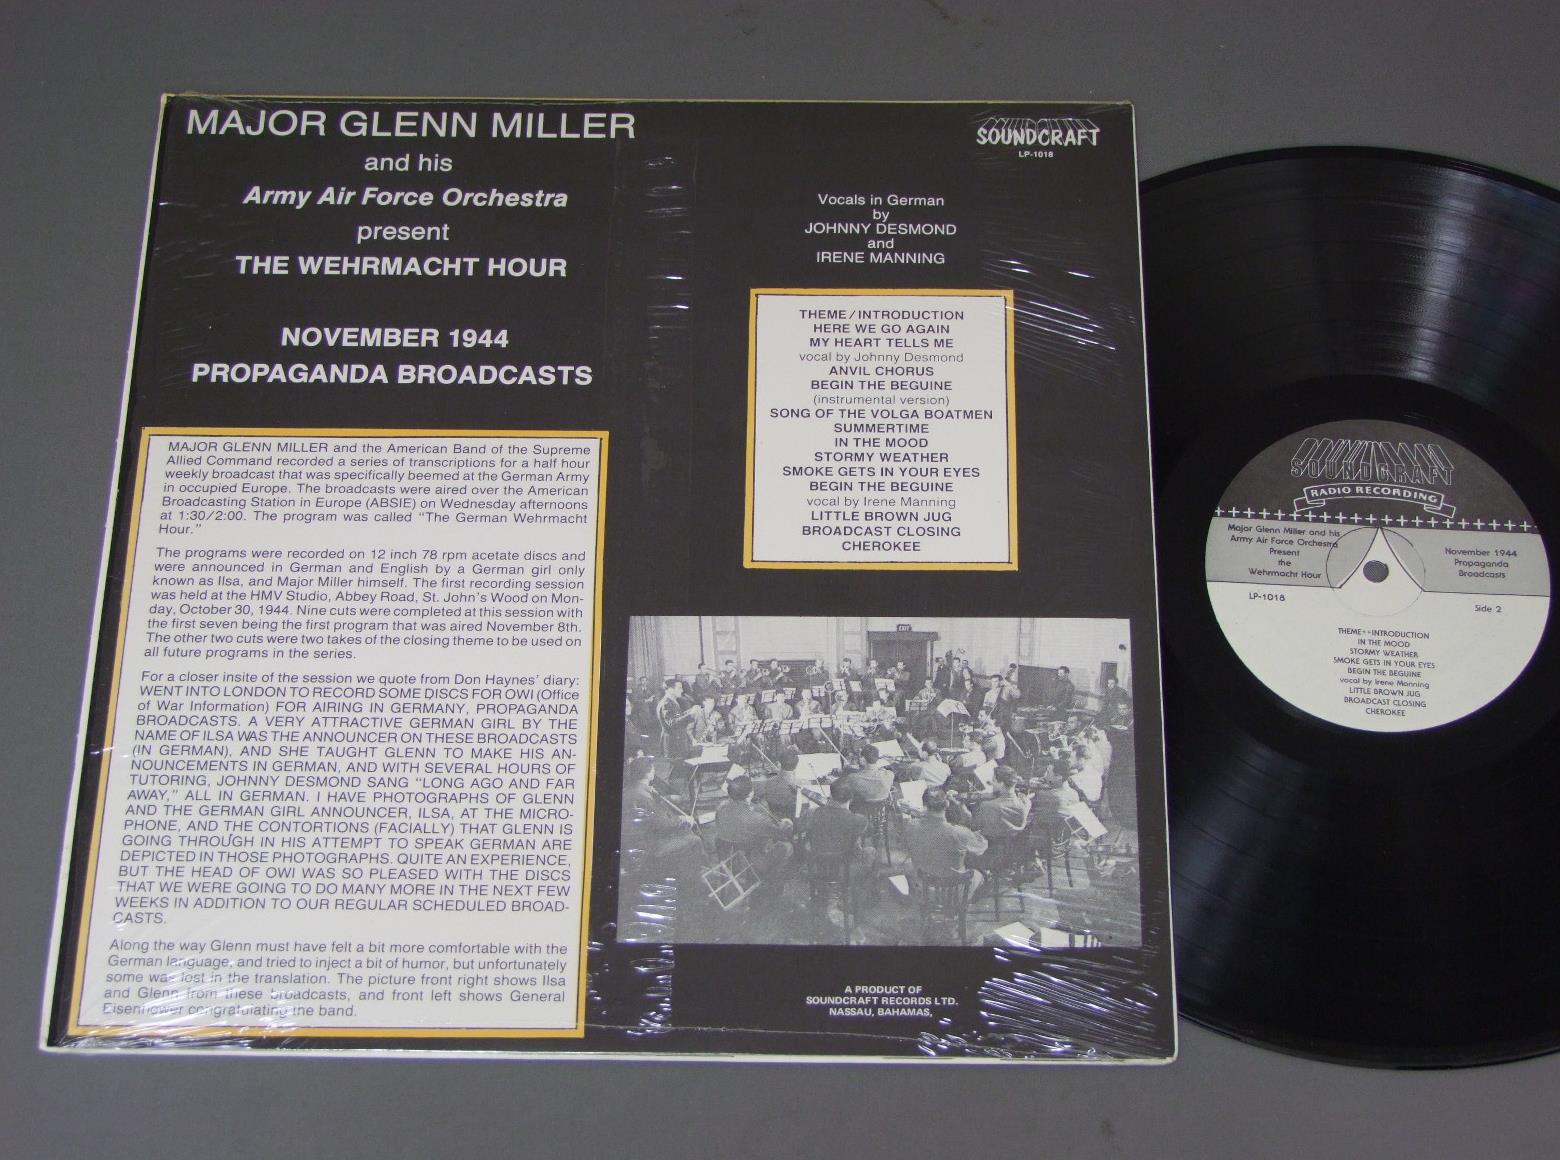 MAJOR GLENN MILLER
and his
Army Air Force Orchestra
present
THE WEHRMACHT HOUR
NOVEMBER 1944
PROPAGANDA BROADCASTS
MAJOR GLENN MILLER and the American Band of the Supreme
Allied Command recorded a series of transcriptions for a half hour
weekly broadcast that was specifically beemed at the German Army
in occupied Europe. The broadcasts were aired over the American
Broadcasting Station in Europe (ABSIE) on Wednesday afternoons
at 1:30/2:00. The program was called "The German Wehrmacht
Hour."
The programs were recorded on 12 inch 78 rpm acetate discs and
were announced in German and English by a German girl only
known as Ilsa, and Major Miller himself. The first recording session
was held at the HMV Studio, Abbey Road, St. John's Wood on Mon-
day, October 30, 1944. Nine cuts were completed at this session with
the first seven being the first program that was aired November 8th.
The other two cuts were two takes of the closing theme to be used on
all future programs in the series.
For a closer insite of the session we quote from Don Haynes' diary:
WENT INTO LONDON TO RECORD SOME DISCS FOR OWI (Office
of War Information) FOR AIRING IN GERMANY, PROPAGANDA
BROADCASTS. A VERY ATTRACTIVE GERMAN GIRL BY THE
NAME OF ILSA WAS THE ANNOUNCER ON THESE BROADCASTS
(IN GERMAN), AND SHE TAUGHT GLENN TO MAKE HIS AN-
NOUNCEMENTS IN GERMAN, AND WITH SEVERAL HOURS OF
TUTORING, JOHNNY DESMOND SANG "LONG AGO AND FAR
AWAY," ALL IN GERMAN. I HAVE PHOTOGRAPHS OF GLENN
AND THE GERMAN GIRL ANNOUNCER, ILSA, AT THE MICRO-
PHONE, AND THE CONTORTIONS (FACIALLY) THAT GLENN IS
GOING THROUGH IN HIS ATTEMPT TO SPEAK GERMAN ARE
DEPICTED IN THOSE PHOTOGRAPHS. QUITE AN EXPERIENCE,
BUT THE HEAD OF OWI WAS SO PLEASED WITH THE DISCS
THAT WE WERE GOING TO DO MANY MORE IN THE NEXT FEW
WEEKS IN ADDITION TO OUR REGULAR SCHEDULED BROAD-
CASTS.
Along the way Glenn must have felt a bit more comfortable with the
German language, and tried to inject a bit of humor, but unfortunately
some was lost in the translation. The picture front right shows Ilsa
and Glenn from these broadcasts, and front left shows General
Eisenhower congratulating the band.
SOUNDCRAFT
LP-1018
Vocals in German
by
JOHNNY DESMOND
and
IRENE MANNING
THEME/INTRODUCTION
HERE WE GO AGAIN
MY HEART TELLS ME
vocal by Johnny Desmond
ANVIL CHORUS
BEGIN THE BEGUINE
(instrumental version)
SONG OF THE VOLGA BOATMEN
SUMMERTIME
IN THE MOOD
STORMY WEATHER
SMOKE GETS IN YOUR EYES
BEGIN THE BEGUINE
vocal by Irene Manning
LITTLE BROWN JUG
BROADCAST CLOSING
CHEROKEE
EXIT
A PRODUCT OF
SOUNDCRAFT RECORDS LTD.
NASSAU, BAHAMAS,
SOUNDCRAFT
RADIO RECORDING
Major Glenn Miller and his
Army Air Force Orchestra
Present
the
Wehrmacht Hour
November 1944
Propaganda
Broadcasts
LP-1018
Side 2
THEME--INTRODUCTION
IN THE MOOD
STORMY WEATHER
SMOKE GETS IN YOUR EYES
BEGIN THE BEGUINE
vocal by Irene Manning
LITTLE BROWN JUG
BROADCAST CLOSING
CHEROKEE